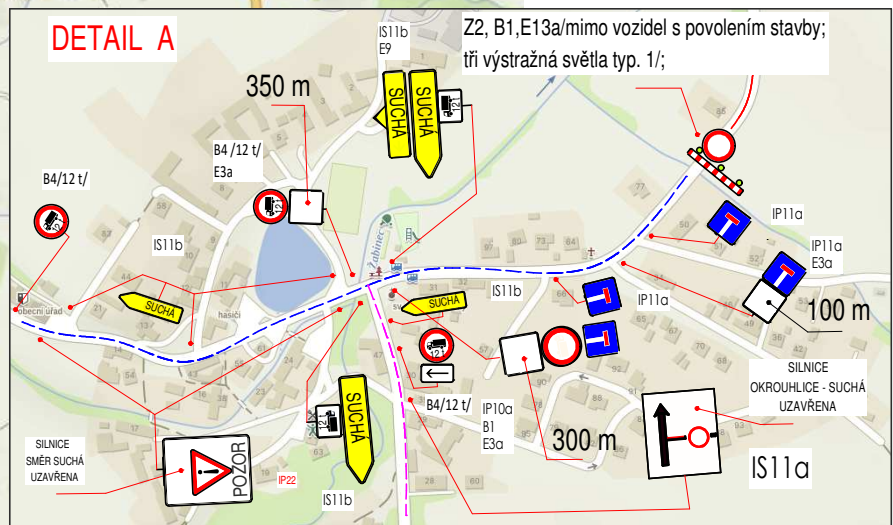 DETAIL A
IS11b
E9
Z2, B1,E13a/mimo vozidel s povolením stavby;
tři výstražná světla typ. 1/;
350 m
SUCHÁ
SUCHÁ
12t
B4 /12 t/
E3a
12t
B4/12 t/
12t
IS11b
SUCHÁ
obecní úřad
hasiči
Žabinec
IP11a
IP11a
E3a
100 m
IP11a
IS11b
SUCHÁ
12t
B4/12 t/
IP10a
B1
E3a
300 m
SILNICE
OKROUHLICE - SUCHÁ
UZAVŘENA
IS11a
SILNICE
SMĚR SUCHÁ
UZAVŘENA
POZOR
IP22
12t
SUCHÁ
IS11b